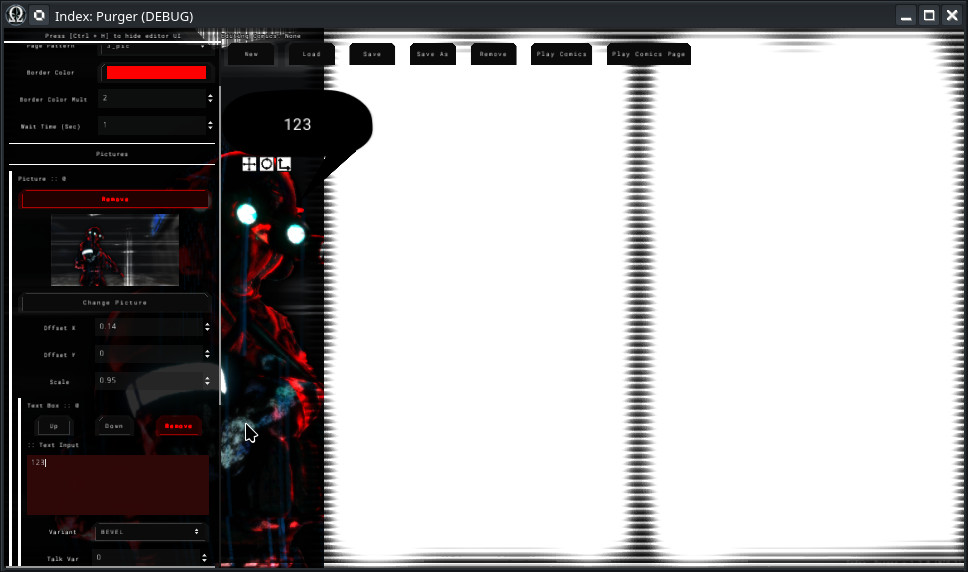 Index: Purger (DEBUG)
Press [Ctrl + H] to hide editor UI
Editing Comics: None
New
Load
Save
Save As
Remove
Play Comics
Play Comics Page
Page Pattern
3_pic
Border Color
Border Color Mult
2
Wait Time (Sec)
1
Pictures
Picture :: 0
Remove
Change Picture
Offset X
0.14
Offset Y
0
Scale
0.95
Text Box :: 0
Up
Down
Remove
:: Text Input
123
Variant
BEVEL
Talk Var
0
123